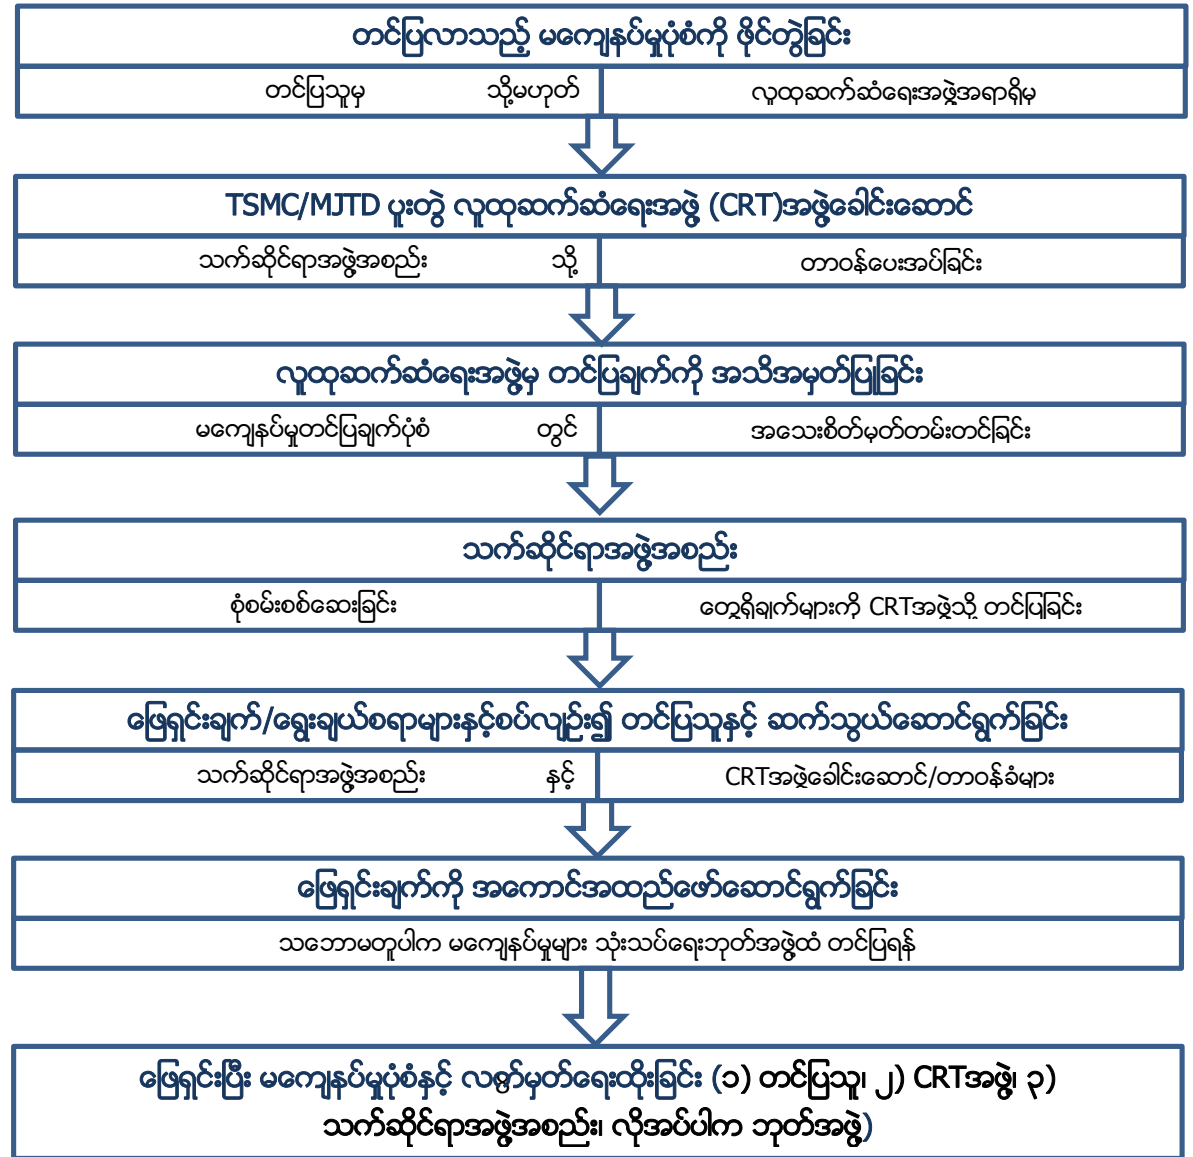 တင်ပြလာသည့် မကျေနပ်မှုပုံစံကို ဖိုင်တွဲခြင်း
တင်ပြသူမှ သို့မဟုတ် လူထုဆက်ဆံရေးအဖွဲ့အရာရှိမှ
TSMC/MJTD ပူးတွဲ လူထုဆက်ဆံရေးအဖွဲ့ (CRT)အဖွဲ့ခေါင်းဆောင်
သက်ဆိုင်ရာအဖွဲ့အစည်း သို့ တာဝန်ပေးအပ်ခြင်း
လူထုဆက်ဆံရေးအဖွဲ့မှ တင်ပြချက်ကို အသိအမှတ်ပြုခြင်း
မကျေနပ်မှုတင်ပြချက်ပုံစံ တွင် အသေးစိတ်မှတ်တမ်းတင်ခြင်း
သက်ဆိုင်ရာအဖွဲ့အစည်း
စုံစမ်းစစ်ဆေးခြင်း တွေ့ရှိချက်များကို CRTအဖွဲ့သို့ တင်ပြခြင်း
ဖြေရှင်းချက်/ရွေးချယ်စရာများနှင့်စပ်လျဉ်း၍ တင်ပြသူနှင့် ဆက်သွယ်ဆောင်ရွက်ခြင်း
သက်ဆိုင်ရာအဖွဲ့အစည်း နှင့် CRTအဖွဲ့ခေါင်းဆောင်/တာဝန်ခံများ
ဖြေရှင်းချက်ကို အကောင်အထည်ဖော်ဆောင်ရွက်ခြင်း
သဘောမတူပါက မကျေနပ်မှုများ သုံးသပ်ရေးဘုတ်အဖွဲ့ထံ တင်ပြရန်
ဖြေရှင်းပြီး မကျေနပ်မှုပုံစံနှင့် လက်မှတ်ရေးထိုးခြင်း (၁) တင်ပြသူ၊ ၂) CRTအဖွဲ့၊ ၃)
သက်ဆိုင်ရာအဖွဲ့အစည်း၊ လိုအပ်ပါက ဘုတ်အဖွဲ့)